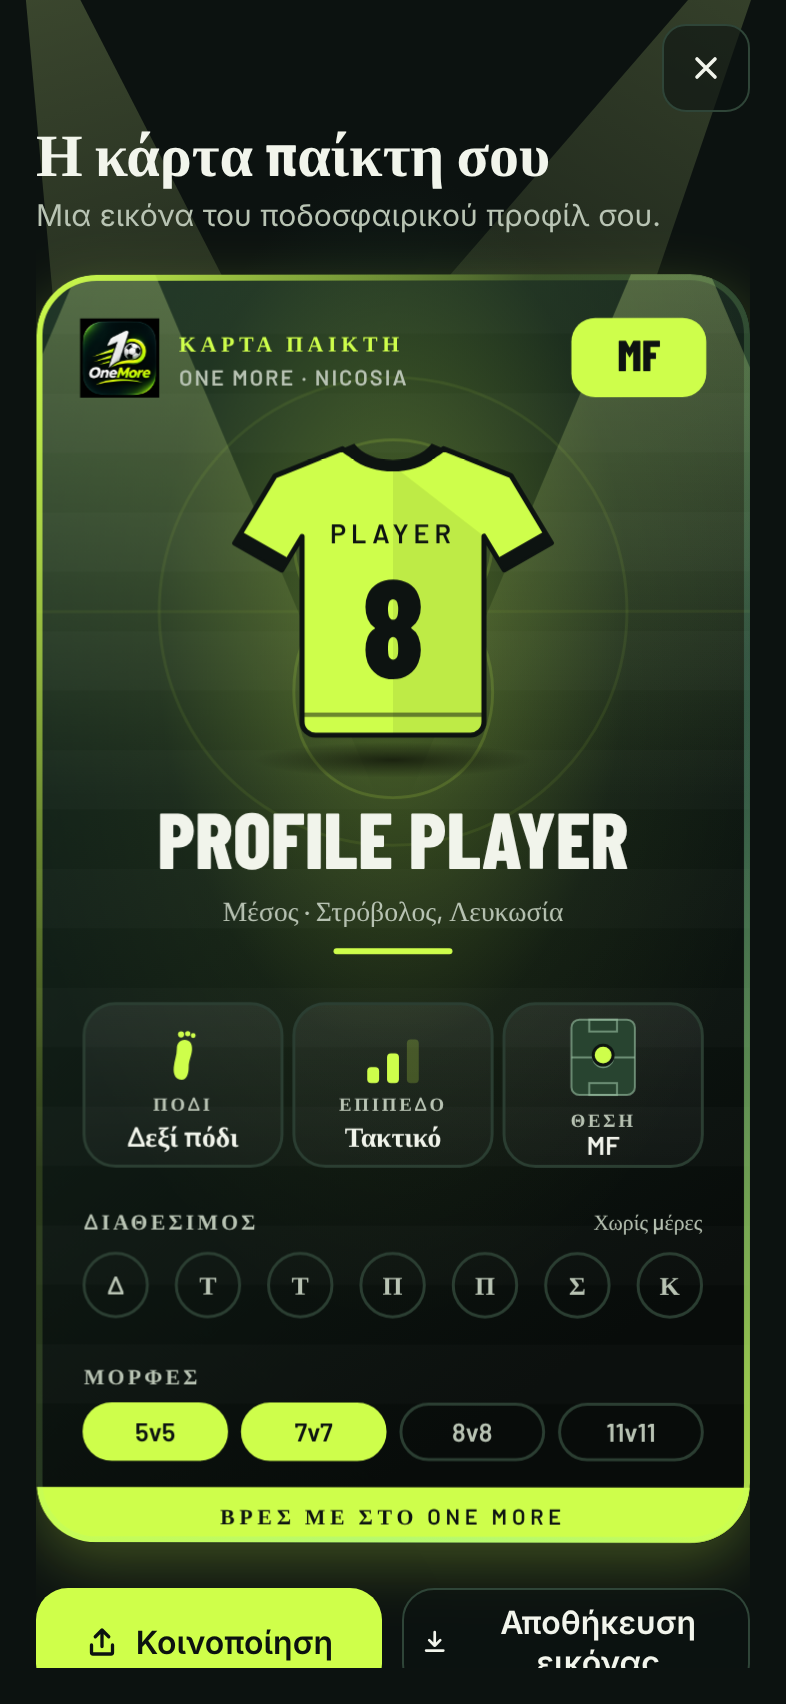 Η κάρτα παίκτη σου
Μια εικόνα του ποδοσφαιρικού προφίλ σου.
OneMore
ΚΑΡΤΑ ΠΑΙΚΤΗ
ONE MORE · NICOSIA
MF
PLAYER
8
PROFILE PLAYER
Μέσος · Στρόβολος, Λευκωσία
ΠΟΔΙ
Δεξί πόδι
ΕΠΙΠΕΔΟ
Τακτικό
ΘΕΣΗ
MF
ΔΙΑΘΕΣΙΜΟΣ
Χωρίς μέρες
Δ Τ Τ Π Π Σ Κ
ΜΟΡΦΕΣ
5v5 7v7 8v8 11v11
ΒΡΕΣ ΜΕ ΣΤΟ ONE MORE
Κοινοποίηση
Αποθήκευση
εικόνας